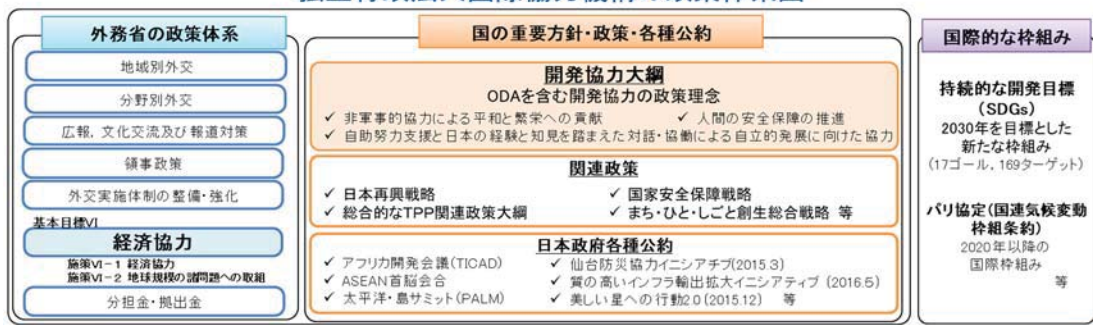 外務省の政策体系
地域別外交
分野別外交
広報，文化交流及び報道対策
領事政策
外交実施体制の整備・強化
基本目標Ⅵ
経済協力
施策Ⅵ－１ 経済協力
施策Ⅵ－２ 地球規模の諸問題への取組
分担金・拠出金
国の重要方針・政策・各種公約
開発協力大綱
ODAを含む開発協力の政策理念
✓ 非軍事的協力による平和と繁栄への貢献 ✓ 人間の安全保障の推進
✓ 自助努力支援と日本の経験と知見を踏まえた対話・協働による自立的発展に向けた協力
関連政策
✓ 日本再興戦略 ✓ 国家安全保障戦略
✓ 総合的なTPP関連政策大綱 ✓ まち・ひと・しごと創生総合戦略 等
日本政府各種公約
✓ アフリカ開発会議(TICAD) ✓ 仙台防災協力イニシアチブ(2015.3)
✓ ASEAN首脳会合 ✓ 質の高いインフラ輸出拡大イニシアティブ (2016.5)
✓ 太平洋・島サミット(PALM) ✓ 美しい星への行動2.0(2015.12) 等
国際的な枠組み
持続的な開発目標
(SDGs)
2030年を目標とした
新たな枠組み
(17ゴール，169ターゲット)
パリ協定(国連気候変動
枠組条約)
2020年以降の
国際枠組み
等